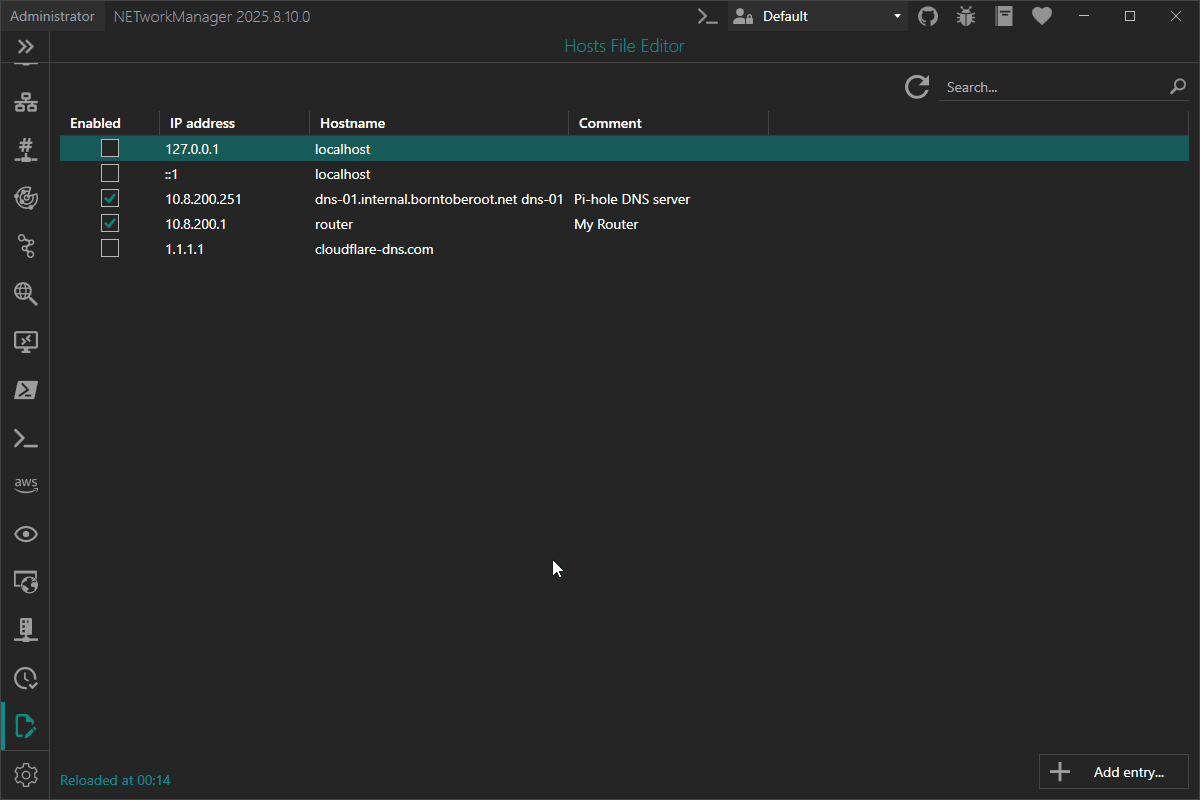 Administrator NETworkManager 2025.8.10.0 Default
Hosts File Editor
Search...
Enabled IP address Hostname Comment
127.0.0.1 localhost
::1 localhost
10.8.200.251 dns-01.internal.borntoberoot.net dns-01 Pi-hole DNS server
10.8.200.1 router My Router
1.1.1.1 cloudflare-dns.com
aws
Reloaded at 00:14 Add entry...